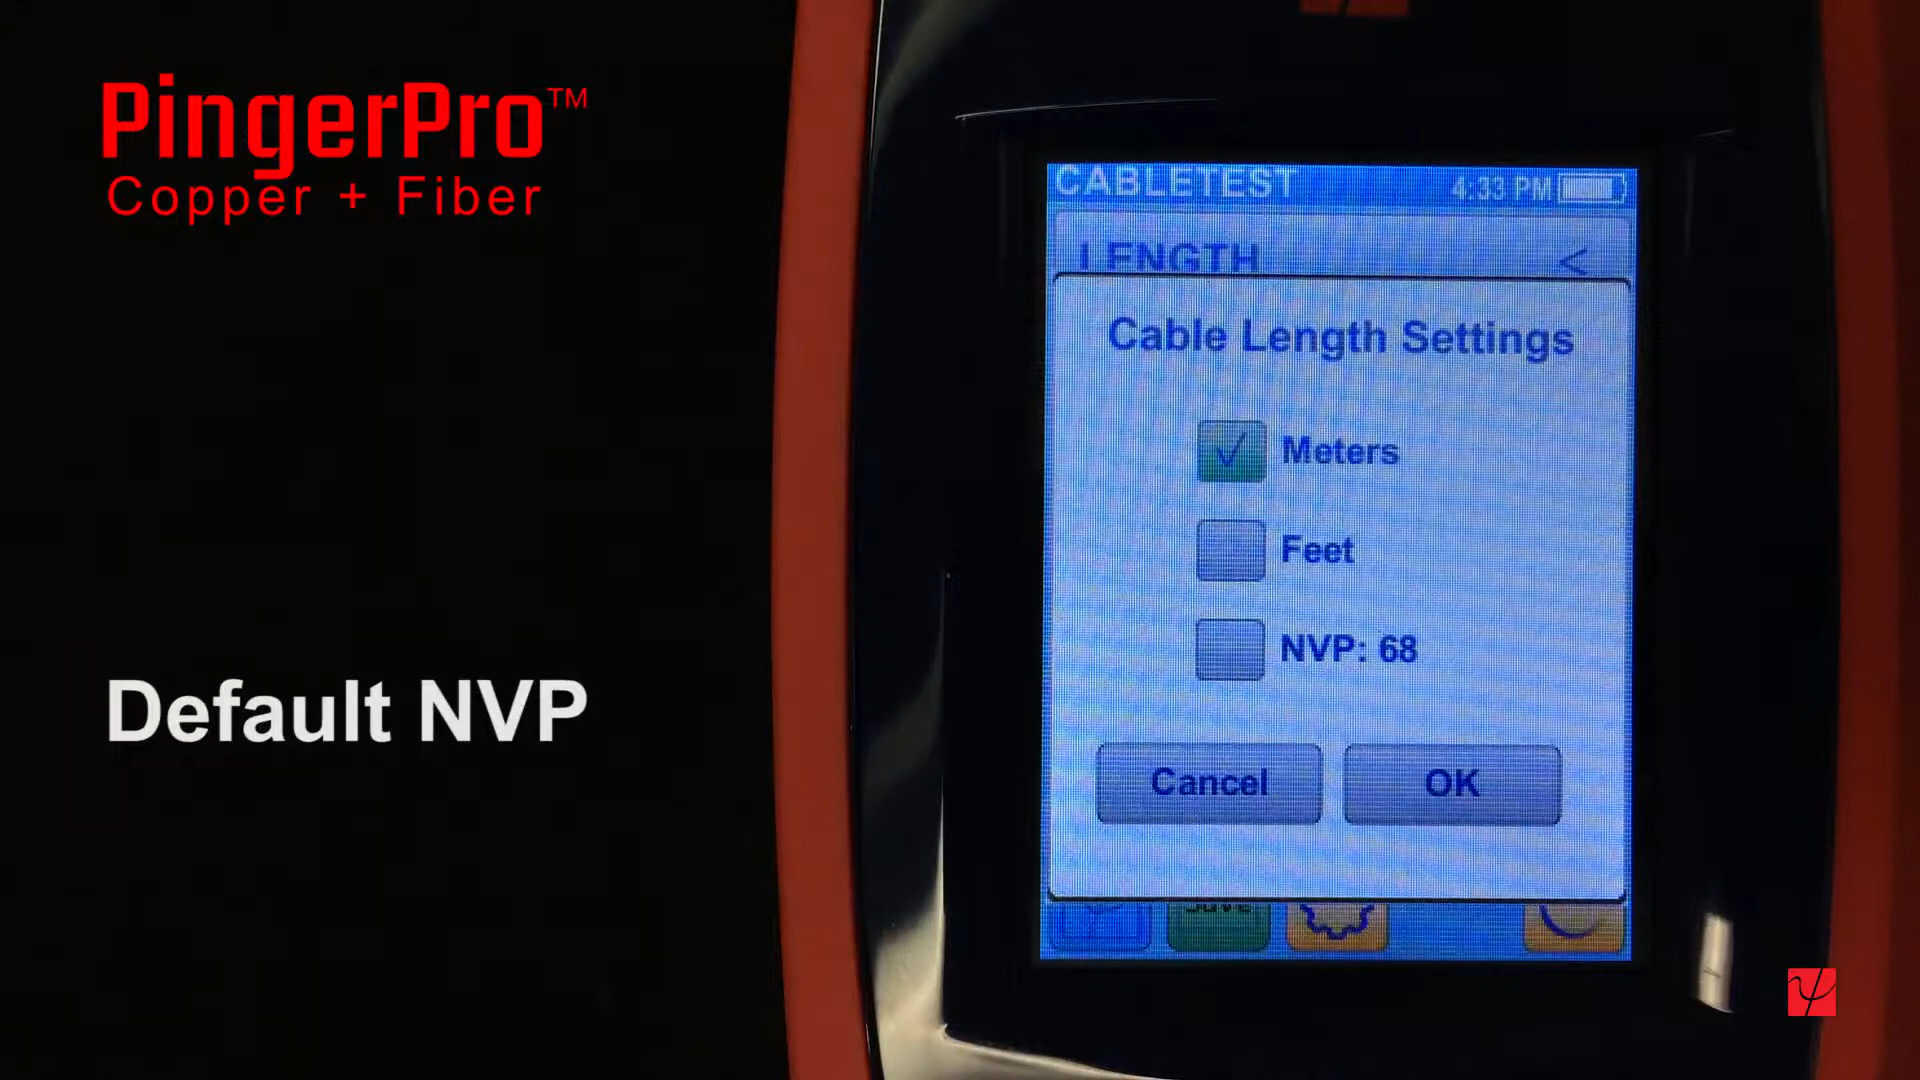 PingerPro™
Copper + Fiber
Default NVP
CABLETEST 4:33 PM
LENGTH <
Cable Length Settings
Meters
Feet
NVP: 68
Cancel OK
Save